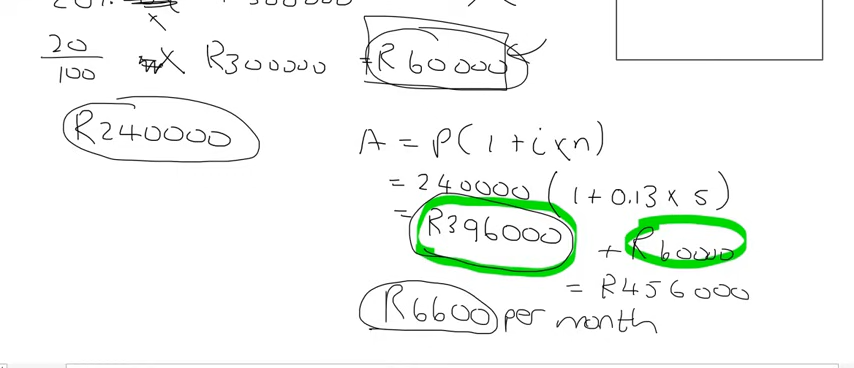 20/100 X R300000 = R60000
R240000
A = P(1 + i x n)
= 240000 (1 + 0.13 x 5)
= R396000
+ R60000
= R456000
R6600 per month